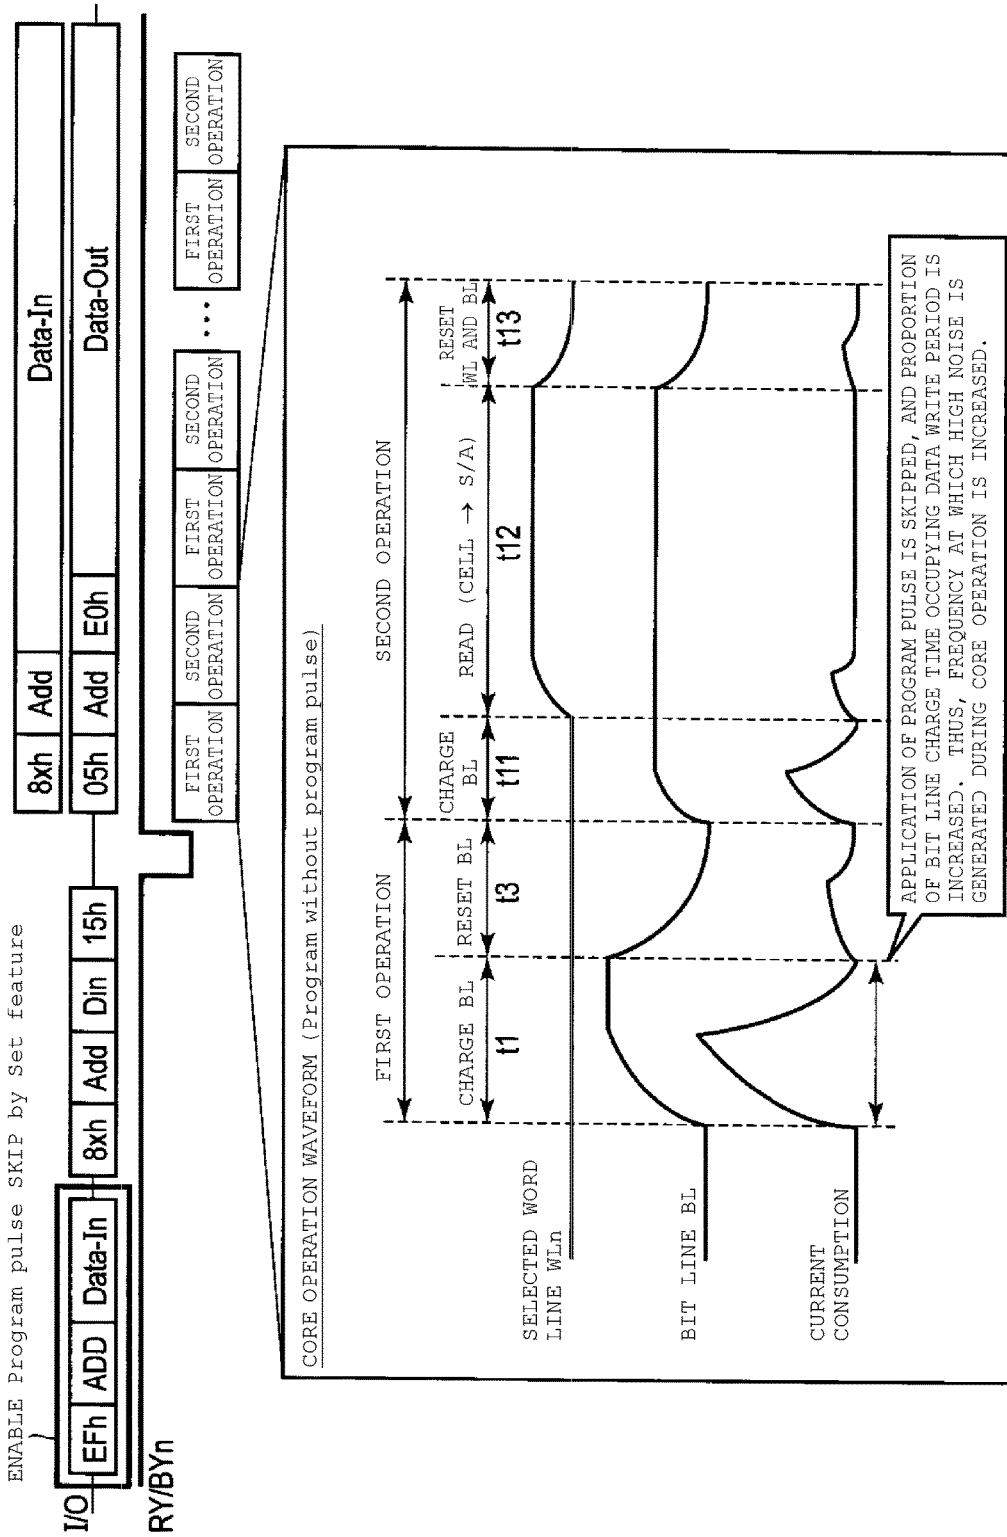 ENABLE Program pulse SKIP by Set feature
I/O
EFh ADD Data-In
8xh Add Din 15h
8xh Add Data-In
05h Add E0h Data-Out
RY/BYn
FIRST OPERATION
SECOND OPERATION
FIRST OPERATION
SECOND OPERATION
...
FIRST OPERATION
SECOND OPERATION
CORE OPERATION WAVEFORM (Program without program pulse)
FIRST OPERATION
SECOND OPERATION
CHARGE BL
RESET BL
CHARGE BL
READ (CELL → S/A)
RESET WL AND BL
t1
t3
t11
t12
t13
SELECTED WORD
LINE WLn
BIT LINE BL
CURRENT
CONSUMPTION
APPLICATION OF PROGRAM PULSE IS SKIPPED, AND PROPORTION
OF BIT LINE CHARGE TIME OCCUPYING DATA WRITE PERIOD IS
INCREASED. THUS, FREQUENCY AT WHICH HIGH NOISE IS
GENERATED DURING CORE OPERATION IS INCREASED.